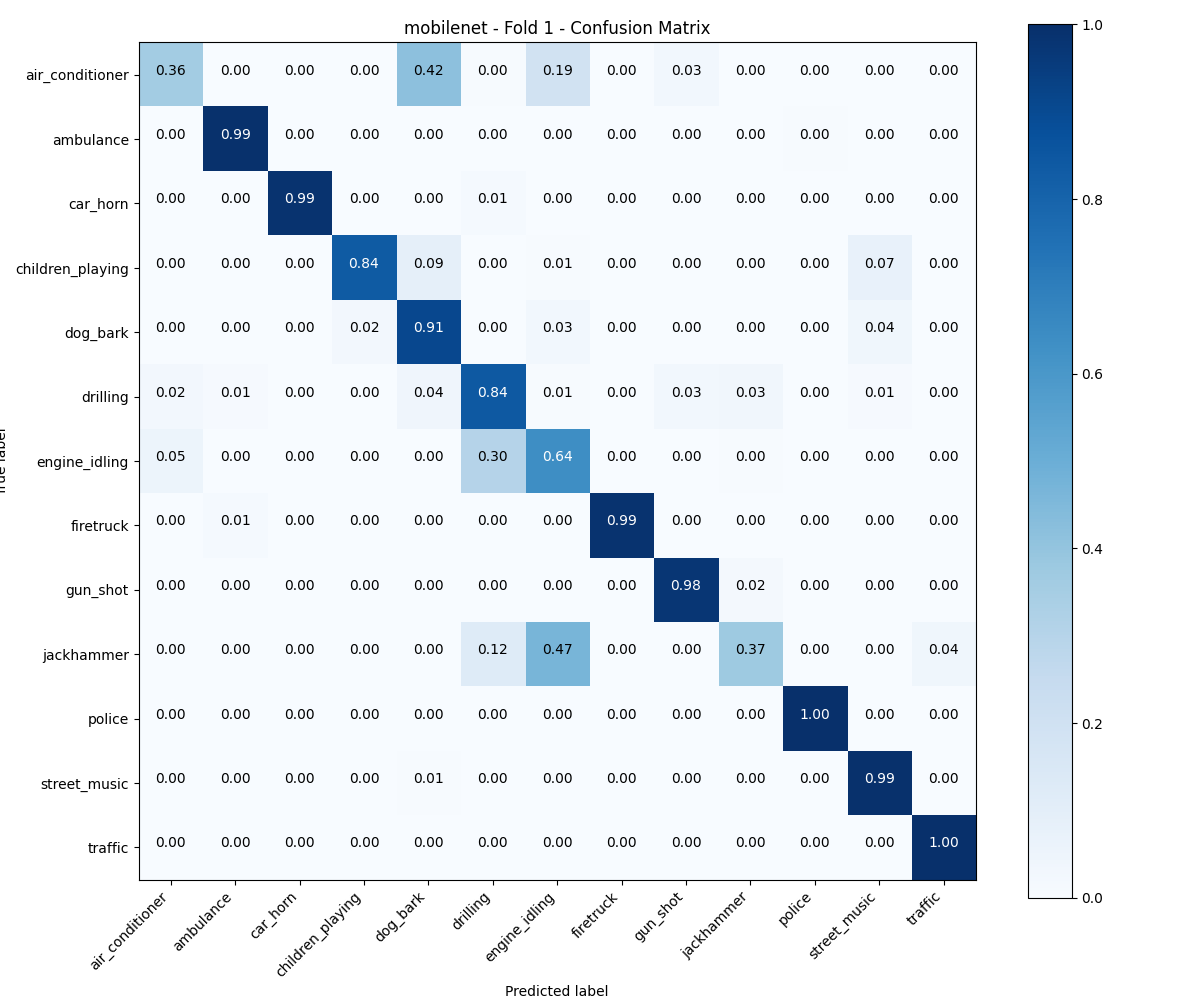 mobilenet - Fold 1 - Confusion Matrix
air_conditioner 0.36 0.00 0.00 0.00 0.42 0.00 0.19 0.00 0.03 0.00 0.00 0.00 0.00
ambulance 0.00 0.99 0.00 0.00 0.00 0.00 0.00 0.00 0.00 0.00 0.00 0.00 0.00
car_horn 0.00 0.00 0.99 0.00 0.00 0.01 0.00 0.00 0.00 0.00 0.00 0.00 0.00
children_playing 0.00 0.00 0.00 0.84 0.09 0.00 0.01 0.00 0.00 0.00 0.00 0.07 0.00
dog_bark 0.00 0.00 0.00 0.02 0.91 0.00 0.03 0.00 0.00 0.00 0.00 0.04 0.00
drilling 0.02 0.01 0.00 0.00 0.04 0.84 0.01 0.00 0.03 0.03 0.00 0.01 0.00
engine_idling 0.05 0.00 0.00 0.00 0.00 0.30 0.64 0.00 0.00 0.00 0.00 0.00 0.00
firetruck 0.00 0.01 0.00 0.00 0.00 0.00 0.00 0.99 0.00 0.00 0.00 0.00 0.00
gun_shot 0.00 0.00 0.00 0.00 0.00 0.00 0.00 0.00 0.98 0.02 0.00 0.00 0.00
jackhammer 0.00 0.00 0.00 0.00 0.00 0.12 0.47 0.00 0.00 0.37 0.00 0.00 0.04
police 0.00 0.00 0.00 0.00 0.00 0.00 0.00 0.00 0.00 0.00 1.00 0.00 0.00
street_music 0.00 0.00 0.00 0.00 0.01 0.00 0.00 0.00 0.00 0.00 0.00 0.99 0.00
traffic 0.00 0.00 0.00 0.00 0.00 0.00 0.00 0.00 0.00 0.00 0.00 0.00 1.00
air_conditioner ambulance car_horn children_playing dog_bark drilling engine_idling firetruck gun_shot jackhammer police street_music traffic
Predicted label
1.0
0.8
0.6
0.4
0.2
0.0